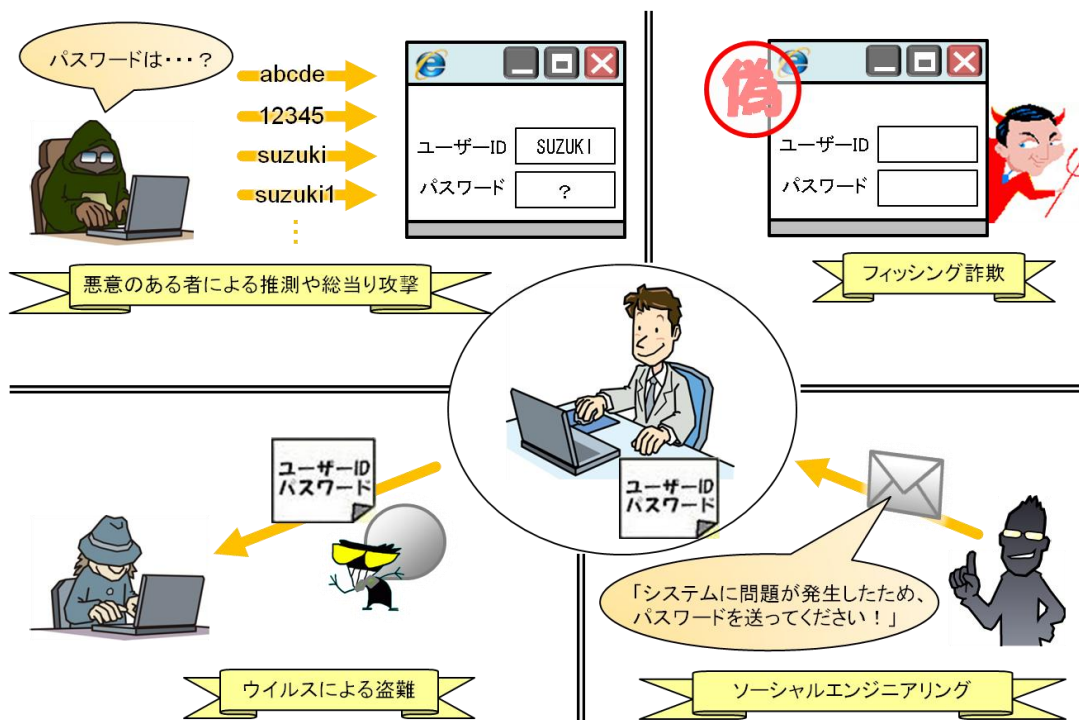 パスワードは・・・？
abcde
12345
suzuki
suzuki1
ユーザーID SUZUKI
パスワード ?
悪意のある者による推測や総当り攻撃
偽
ユーザーID
パスワード
フィッシング詐欺
ユーザーID
パスワード
ユーザーID
パスワード
ウイルスによる盗難
「システムに問題が発生したため、
パスワードを送ってください！」
ソーシャルエンジニアリング